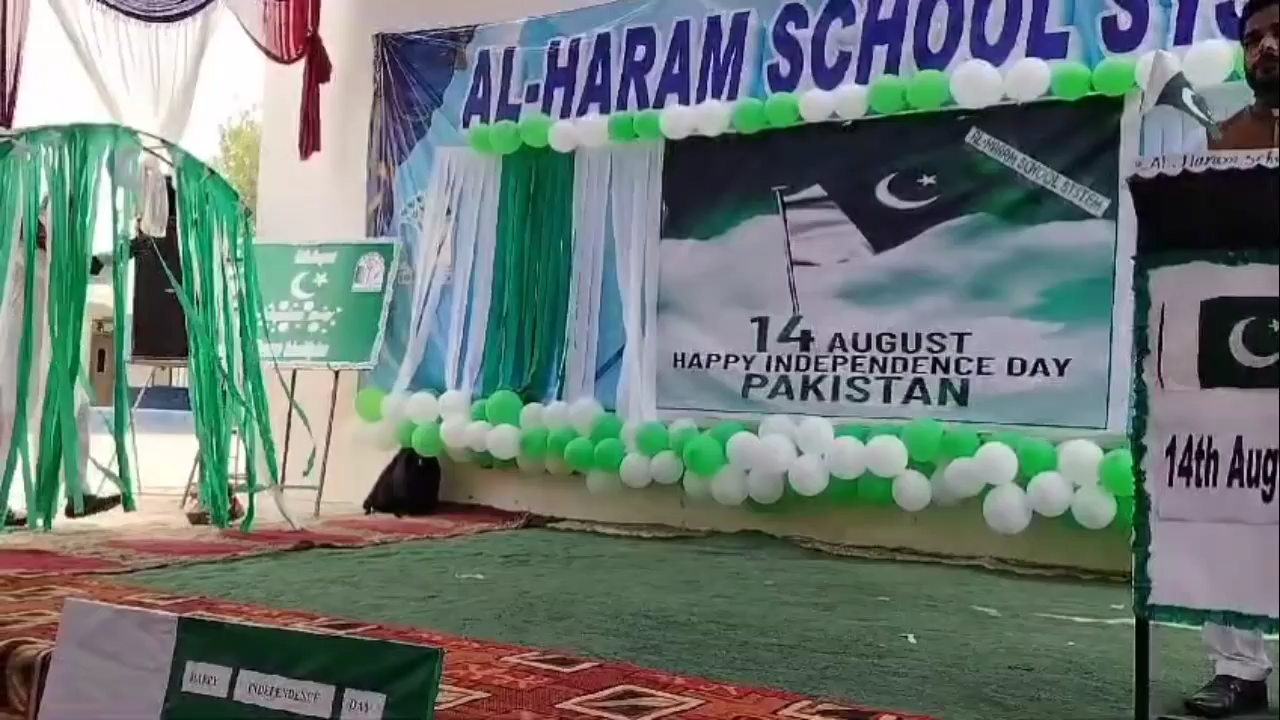 AL-HARAM SCHOOL SYS
AL-HARAM SCHOOL SYSTEM
14 AUGUST
HAPPY INDEPENDENCE DAY
PAKISTAN
AL. Haram Sch
14th Aug
HAPPY INDEPENDENCE DAY